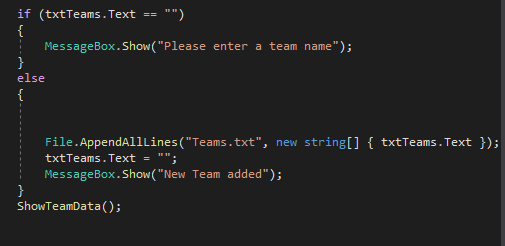 if (txtTeams.Text == "")
{
MessageBox.Show("Please enter a team name");
}
else
{
File.AppendAllLines("Teams.txt", new string[] { txtTeams.Text });
txtTeams.Text = "";
MessageBox.Show("New Team added");
}
ShowTeamData();